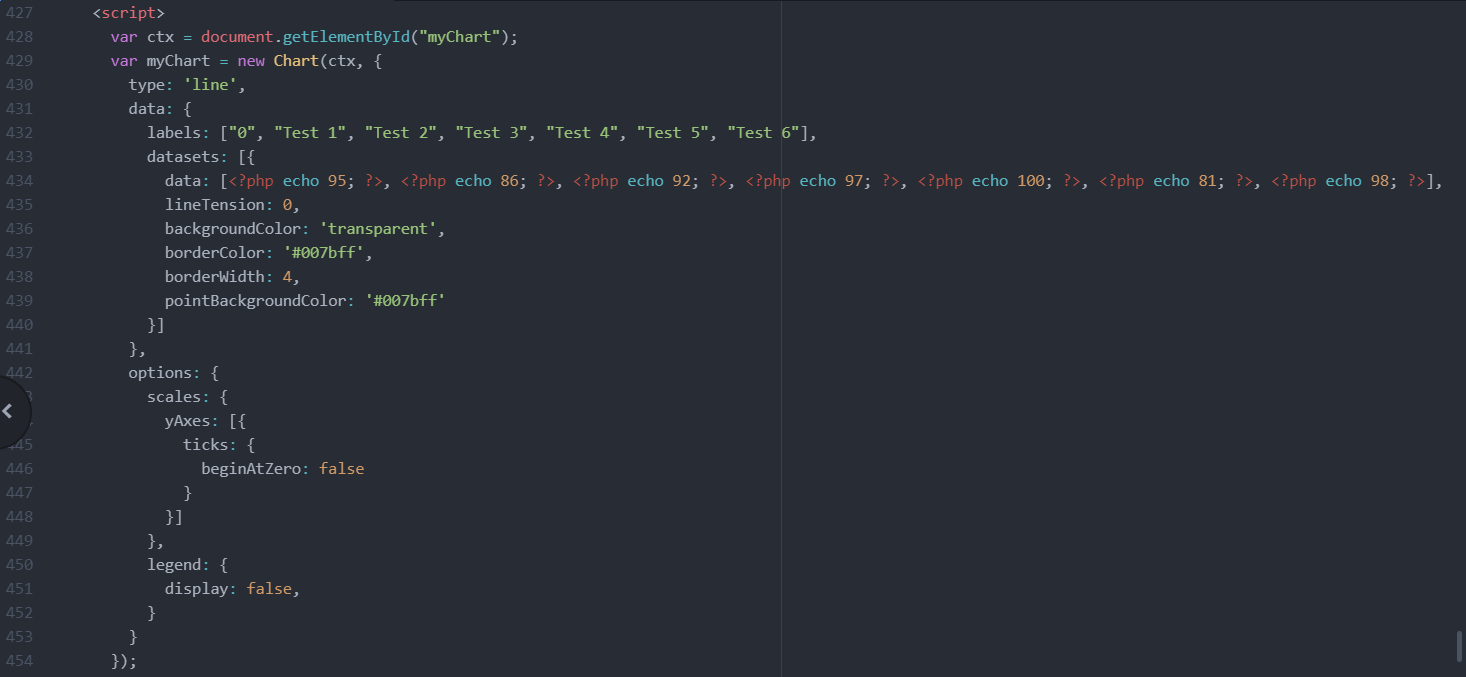 427 <script>
428 var ctx = document.getElementById("myChart");
429 var myChart = new Chart(ctx, {
430 type: 'line',
431 data: {
432 labels: ["0", "Test 1", "Test 2", "Test 3", "Test 4", "Test 5", "Test 6"],
433 datasets: [{
434 data: [<?php echo 95; ?>, <?php echo 86; ?>, <?php echo 92; ?>, <?php echo 97; ?>, <?php echo 100; ?>, <?php echo 81; ?>, <?php echo 98; ?>],
435 lineTension: 0,
436 backgroundColor: 'transparent',
437 borderColor: '#007bff',
438 borderWidth: 4,
439 pointBackgroundColor: '#007bff'
440 }]
441 },
442 options: {
scales: {
yAxes: [{
445 ticks: {
446 beginAtZero: false
447 }
448 }]
449 },
450 legend: {
451 display: false,
452 }
453 }
454 });